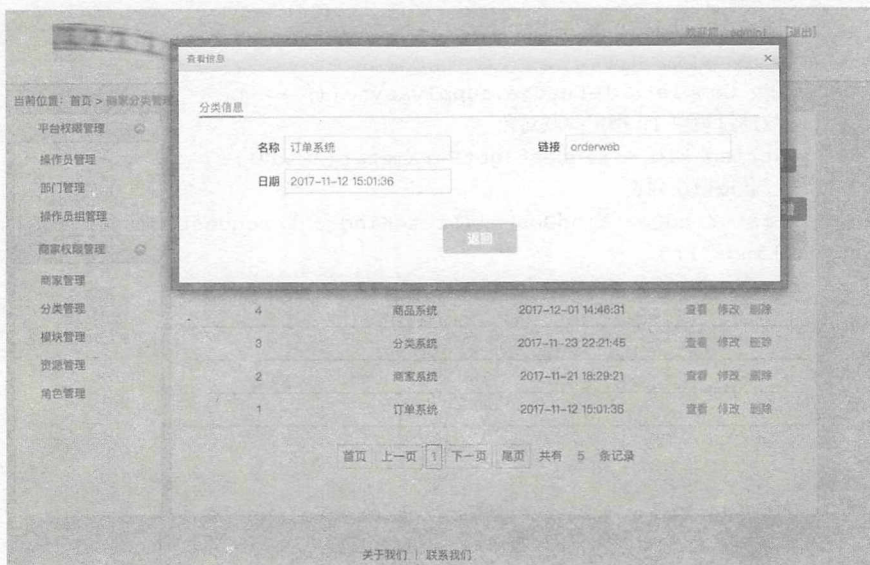 欢迎您，admin! [退出]
查看信息 ×
当前位置：首页 > 商家分类管理
分类信息
平台权限管理
名称 订单系统 链接 orderweb
操作员管理
日期 2017-11-12 15:01:36
部门管理
操作员组管理
返回
商家权限管理
商家管理
分类管理
4 商品系统 2017-12-01 14:46:31 查看 修改 删除
模块管理
3 分类系统 2017-11-23 22:21:45 查看 修改 删除
资源管理
2 商家系统 2017-11-21 18:29:21 查看 修改 删除
角色管理
1 订单系统 2017-11-12 15:01:36 查看 修改 删除
首页 上一页 1 下一页 尾页 共有 5 条记录
关于我们 | 联系我们